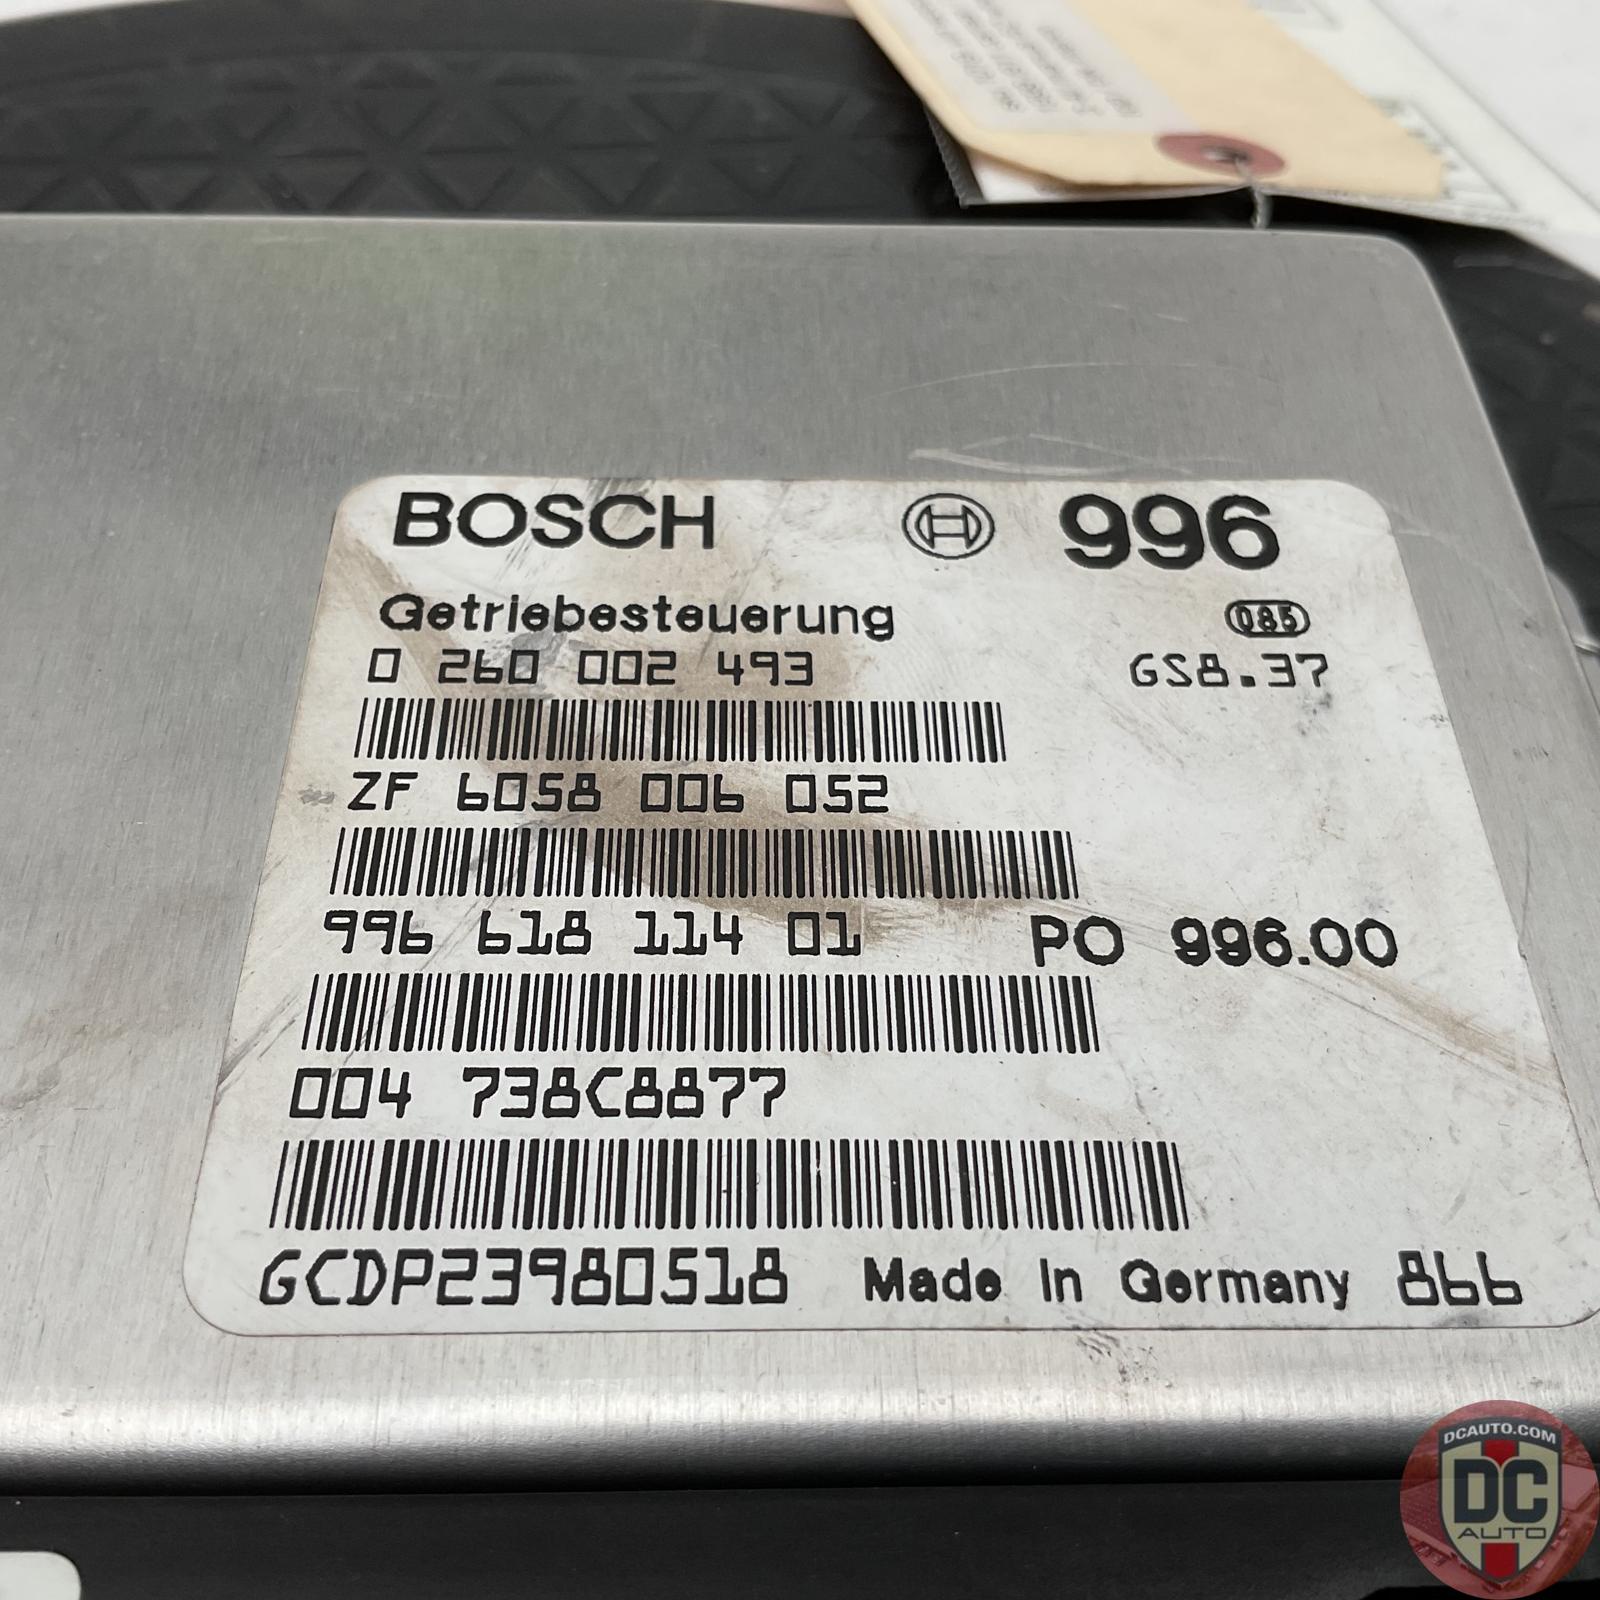 BOSCH 996
Getriebesteuerung 085
0 260 002 493 GS8.37
ZF 6058 006 052
996 618 114 01 PO 996.00
004 738C8877
GCDP23980518 Made In Germany 866
DCAUTO.COM
DC
AUTO